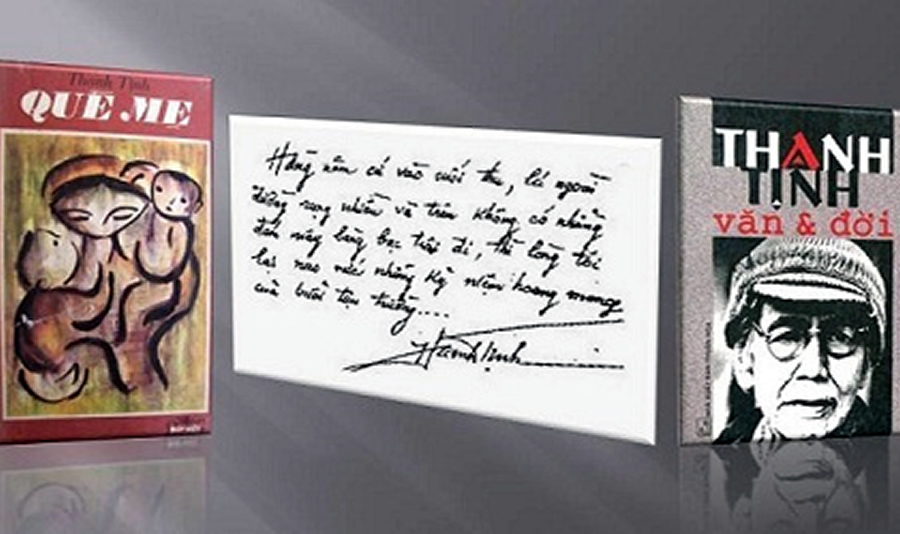 Thanh Tịnh
QUÊ MẸ
Hằng năm cứ vào cuối thu, lá ngoài
đường rụng nhiều và trên không có những
đám mây bàng bạc trôi đi, thì lòng tôi
lại nao nức những kỷ niệm hoang mang
của buổi tựu trường....
Thanh Tịnh
THANH
TỊNH
văn & đời